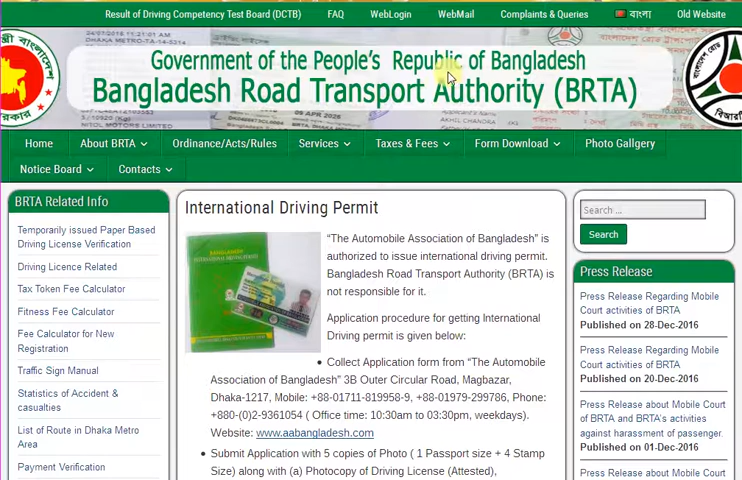 Result of Driving Competency Test Board (DCTB) FAQ WebLogin WebMail Complaints & Queries বাংলা Old Website
Government of the People's Republic of Bangladesh
Bangladesh Road Transport Authority (BRTA)
Home About BRTA Ordinance/Acts/Rules Services Taxes & Fees Form Download Photo Gallgery
Notice Board Contacts
BRTA Related Info
Temporarily issued Paper Based
Driving License Verification
Driving Licence Related
Tax Token Fee Calculator
Fitness Fee Calculator
Fee Calculator for New
Registration
Traffic Sign Manual
Statistics of Accident &
casualties
List of Route in Dhaka Metro
Area
Payment Verification
International Driving Permit
“The Automobile Association of Bangladesh” is
authorized to issue international driving permit.
Bangladesh Road Transport Authority (BRTA) is
not responsible for it.
Application procedure for getting International
Driving permit is given below:
Collect Application form from “The Automobile
Association of Bangladesh” 3B Outer Circular Road, Magbazar,
Dhaka-1217, Mobile: +88-01711-819958-9, +88-01979-299786, Phone:
+880-(0)2-9361054 ( Office time: 10:30am to 03:30pm, weekdays).
Website: www.aabangladesh.com
Submit Application with 5 copies of Photo ( 1 Passport size + 4 Stamp
Size) along with (a) Photocopy of Driving License (Attested),
Search ...
Search
Press Release
Press Release Regarding Mobile
Court activities of BRTA
Published on 28-Dec-2016
Press Release Regarding Mobile
Court activities of BRTA
Published on 20-Dec-2016
Press Release about Mobile Court
of BRTA and BRTA's activities
against harassment of passenger.
Published on 01-Dec-2016
Press Release about Mobile Court